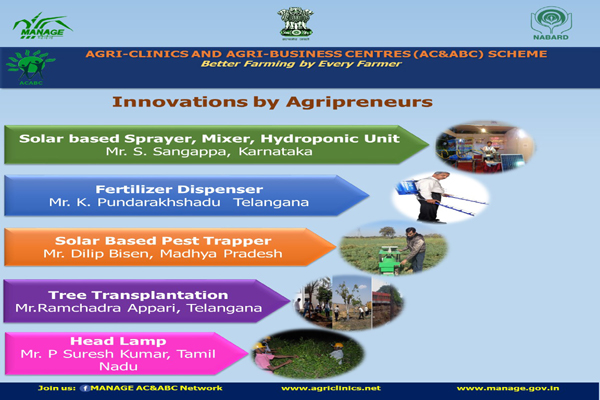 MANAGE
NABARD
ACABC
AGRI-CLINICS AND AGRI-BUSINESS CENTRES (AC&ABC) SCHEME
Better Farming by Every Farmer
Innovations by Agripreneurs
Solar based Sprayer, Mixer, Hydroponic Unit
Mr. S. Sangappa, Karnataka
Fertilizer Dispenser
Mr. K. Pundarakhshadu Telangana
Solar Based Pest Trapper
Mr. Dilip Bisen, Madhya Pradesh
Tree Transplantation
Mr.Ramchadra Appari, Telangana
Head Lamp
Mr. P Suresh Kumar, Tamil
Nadu
Join us: MANAGE AC&ABC Network
www.agriclinics.net
www.manage.gov.in